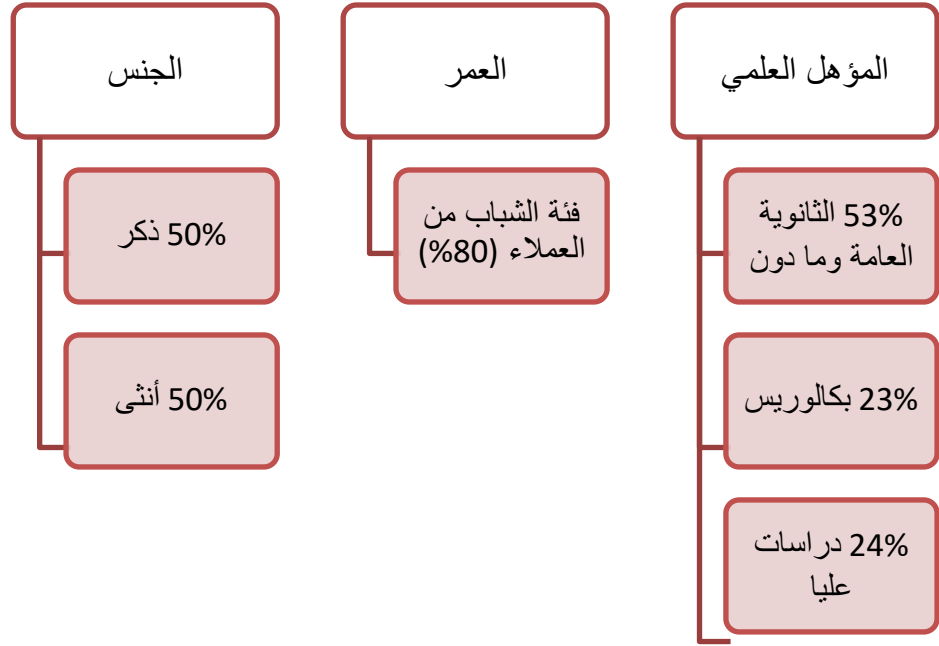 المؤهل العلمي
53% الثانوية
العامة وما دون
23% بكالوريس
24% دراسات
عليا
العمر
فئة الشباب من
العملاء (80%)
الجنس
50% ذكر
50% أنثى